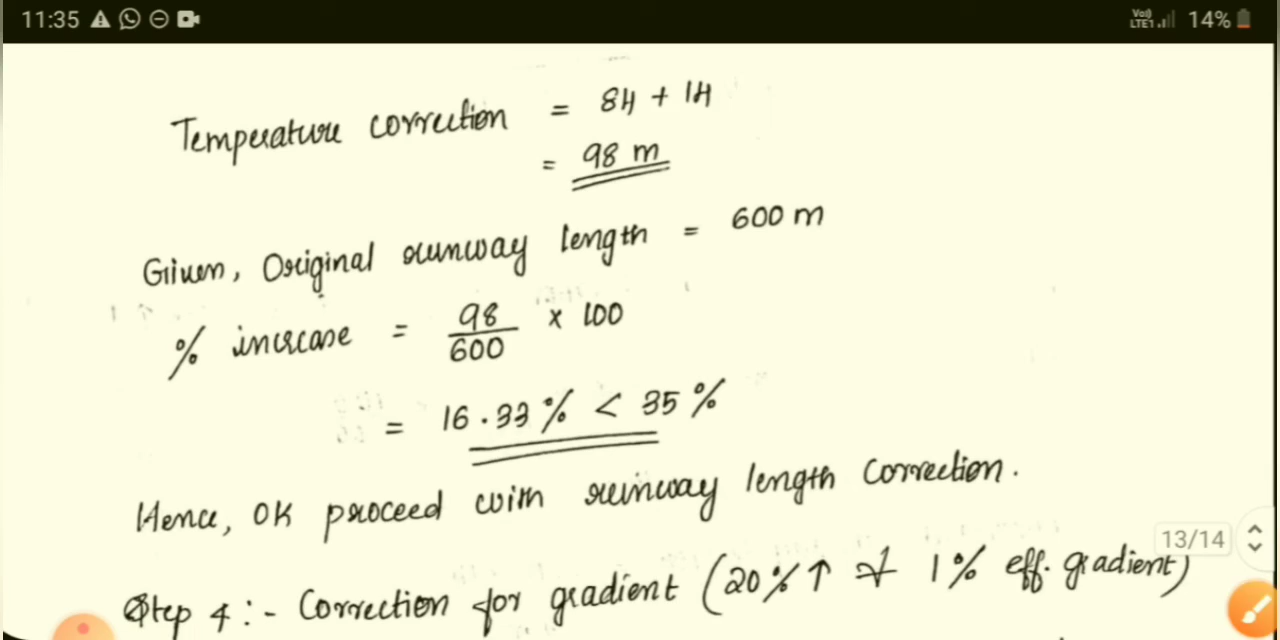 11:35 Vo)) LTE1 14%
Temperature correction = 84 + 14
= 98 m
Given, Original runway length = 600 m
% increase = 98/600 x 100
= 16.33 % < 35 %
Hence, OK proceed with runway length correction.
13/14
Step 4 :- Correction for gradient (20% ↑ 1% eff. gradient)